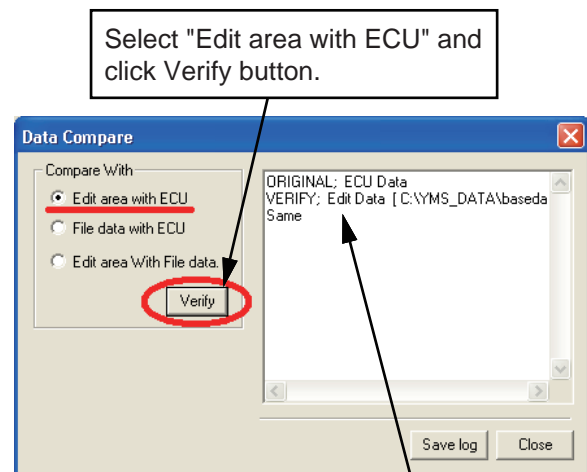 Select "Edit area with ECU" and
click Verify button.
Data Compare
Compare With
Edit area with ECU
File data with ECU
Edit area With File data.
Verify
ORIGINAL; ECU Data
VERIFY; Edit Data [ C:\YMS_DATA\baseda
Same
Save log
Close